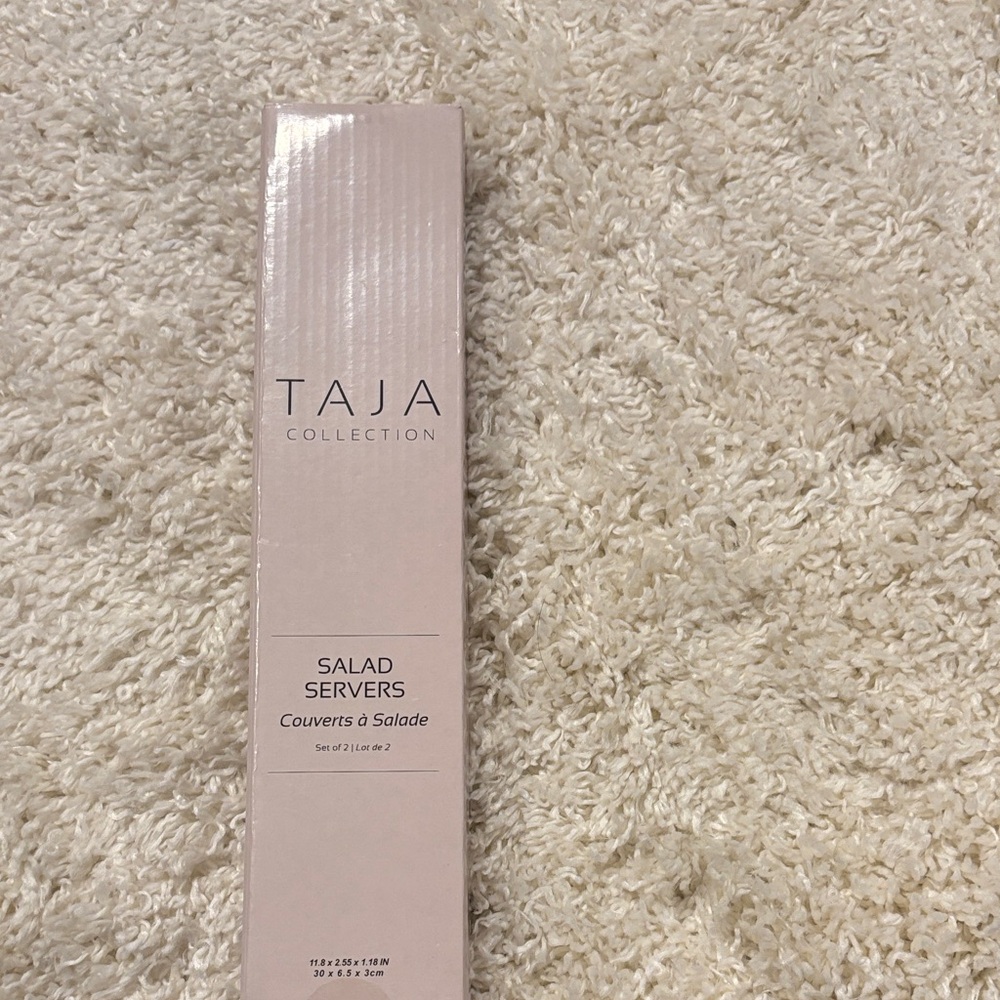 TAJA
COLLECTION
SALAD
SERVERS
Couverts à Salade
Set of 2 | Lot de 2
11.8 x 2.55 x 1.18 IN
30 x 6.5 x 3cm